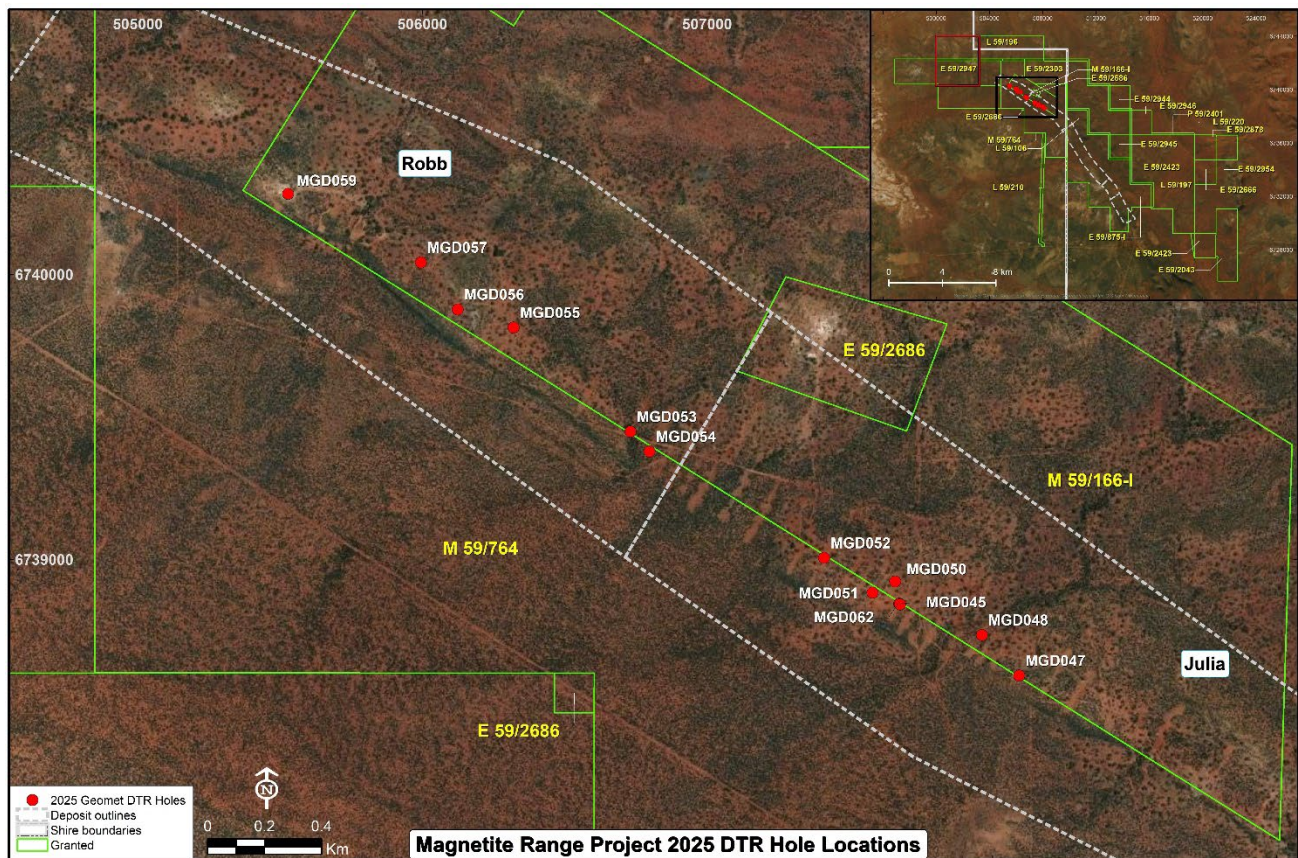 505000
506000
507000
Robb
MGD059
MGD057
6740000
MGD056
MGD055
E 59/2686
MGD053
MGD054
M 59/166-I
M 59/764
6739000
MGD052
MGD050
MGD051
MGD045
MGD062
MGD048
MGD047
Julia
E 59/2686
2025 Geomet DTR Holes
Deposit outlines
Shire boundaries
Granted
N
0 0.2 0.4
Km
Magnetite Range Project 2025 DTR Hole Locations
L 59/196
E 59/2947
E 59/2303
M 59/166-I
E 59/2686
E 59/2944
E 59/2946
P 59/2401
L 59/220
E 59/2686
M 59/764
L 59/106
E 59/2945
E 59/2423
E 59/2954
L 59/210
L 59/197
E 59/2666
E 59/875-I
E 59/2423
E 59/2043
0 4 8 km